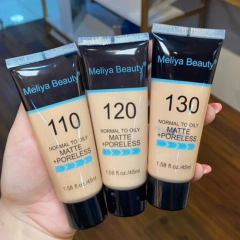 Meliya Beauty
110
NORMAL TO OILY
MATTE
+PORELESS
1.58 fl.oz./45ml
Meliya Beauty
120
NORMAL TO OILY
MATTE
+PORELESS
1.58 fl.oz./45ml
Meliya Beauty
130
NORMAL TO OILY
MATTE
+PORELESS
1.58 fl.oz./45ml